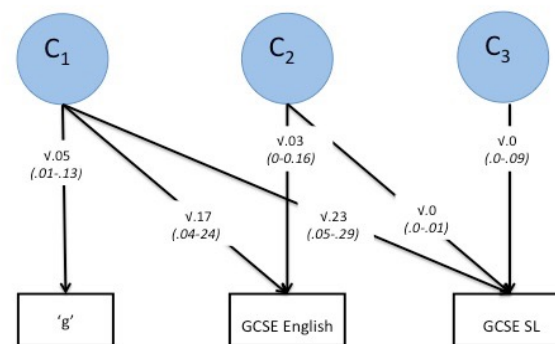 C1
C2
C3
√.05
(.01-.13)
√.03
(0-0.16)
√.0
(.0-.09)
√.17
(.04-24)
√.23
(.05-.29)
√.0
(.0-.01)
'g'
GCSE English
GCSE SL